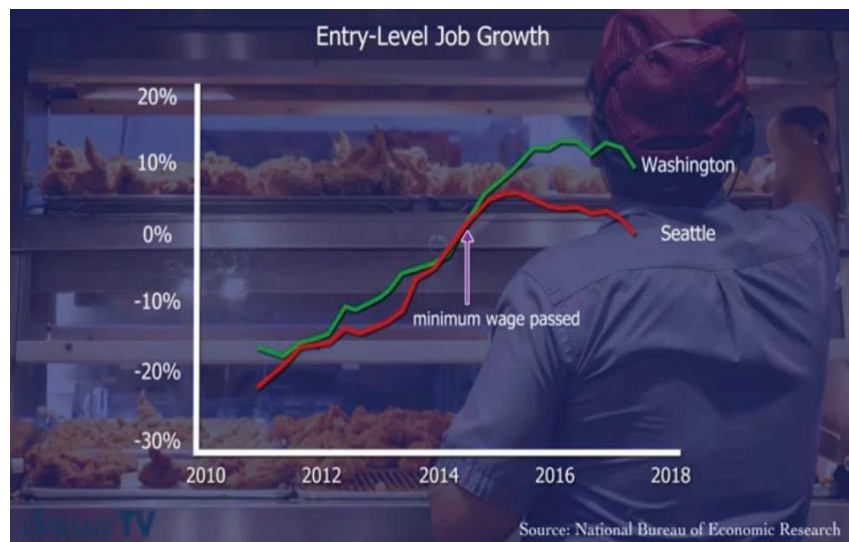 Entry-Level Job Growth
20%
10%
0%
-10%
-20%
-30%
Washington
Seattle
minimum wage passed
2010 2012 2014 2016 2018
TV
Source: National Bureau of Economic Research